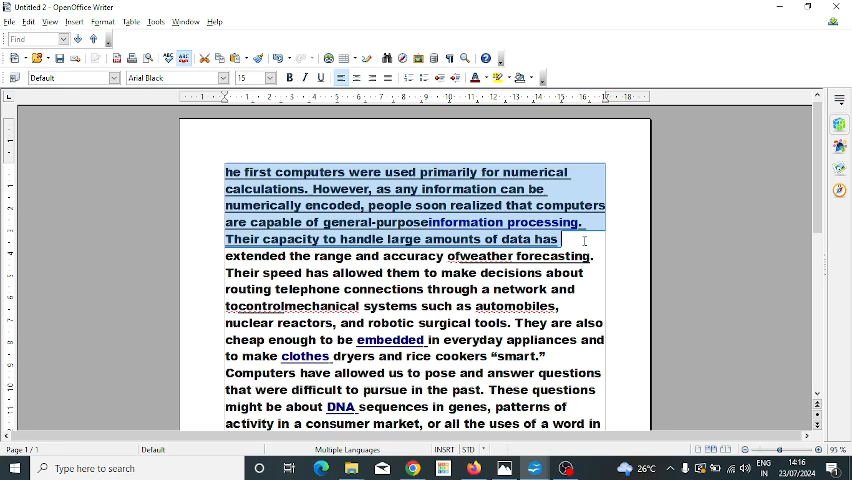 Untitled 2 - OpenOffice Writer
File Edit View Insert Format Table Tools Window Help
Find
Default Arial Black 15
he first computers were used primarily for numerical
calculations. However, as any information can be
numerically encoded, people soon realized that computers
are capable of general-purposeinformation processing.
Their capacity to handle large amounts of data has
extended the range and accuracy ofweather forecasting.
Their speed has allowed them to make decisions about
routing telephone connections through a network and
tocontrolmechanical systems such as automobiles,
nuclear reactors, and robotic surgical tools. They are also
cheap enough to be embedded in everyday appliances and
to make clothes dryers and rice cookers “smart.”
Computers have allowed us to pose and answer questions
that were difficult to pursue in the past. These questions
might be about DNA sequences in genes, patterns of
activity in a consumer market, or all the uses of a word in
Page 1 / 1 Default Multiple Languages INSRT STD * 95 %
Type here to search 26°C ENG IN 14:16 23/07/2024